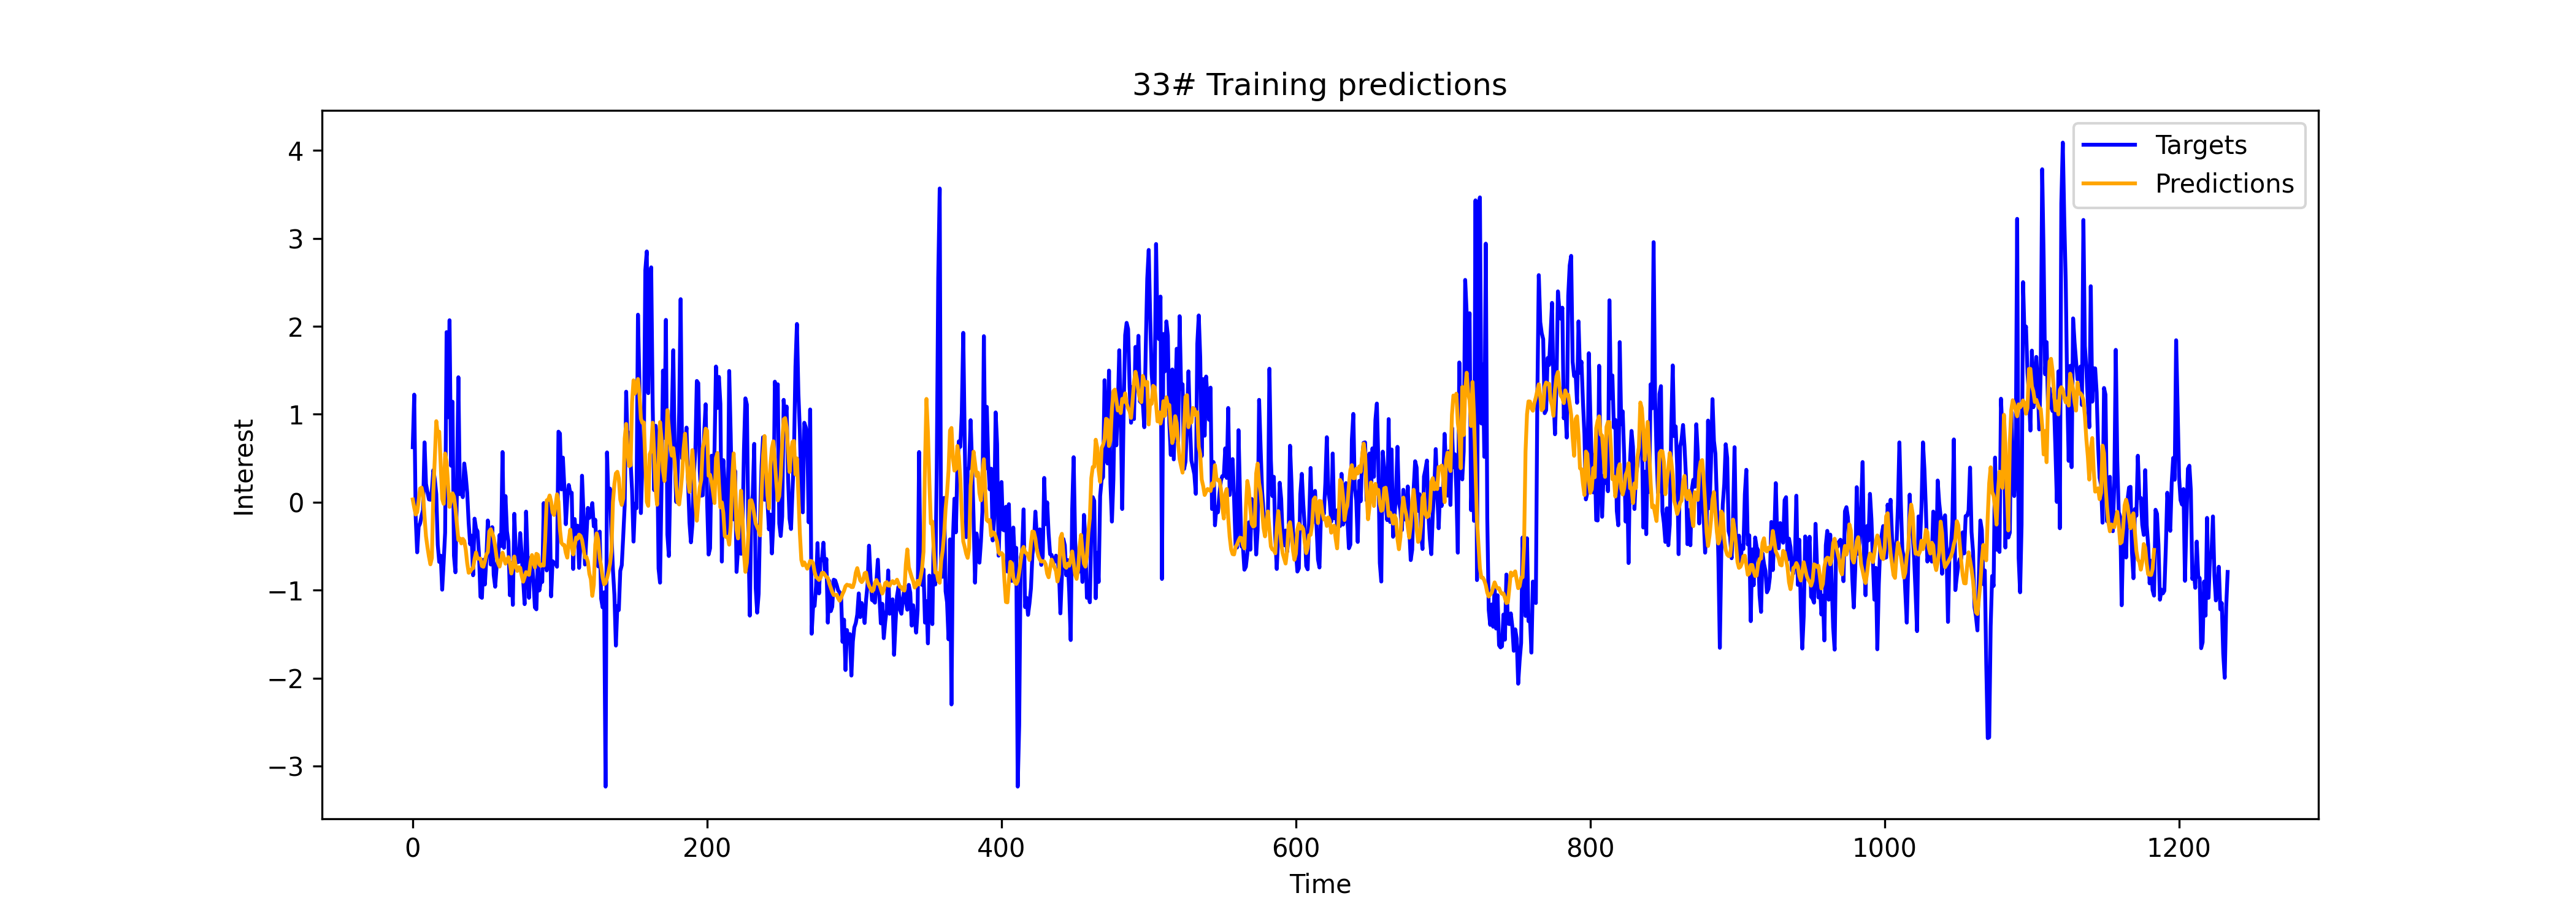 33# Training predictions
Targets
Predictions
Interest
4
3
2
1
0
−1
−2
−3
0 200 400 600 800 1000 1200
Time